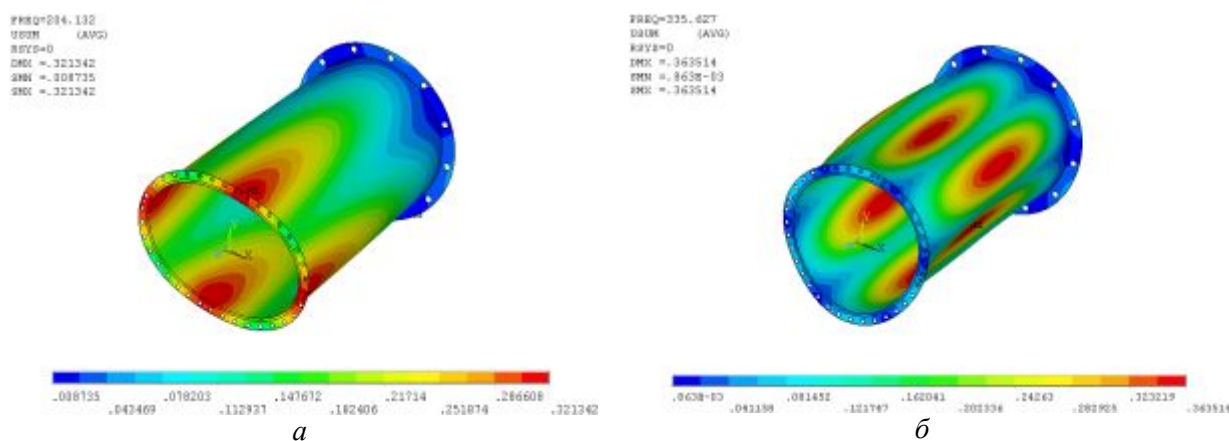 FREQ=204.132
USUM (AVG)
RSYS=0
DMX =.321342
SMN =.008735
SMX =.321342
.008735 .078203 .147672 .21714 .286608
.043469 .112937 .182406 .251874 .321342
а
FREQ=335.627
USUM (AVG)
RSYS=0
DMX =.363514
SMN =.863E-03
SMX =.363514
.863E-03 .081452 .162041 .24263 .323219
.041158 .121747 .202336 .282925 .363514
б